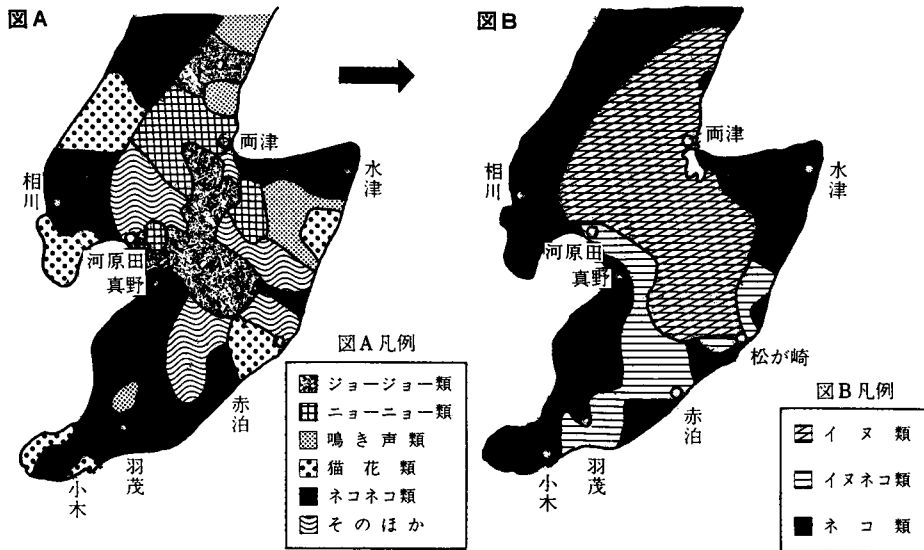 図A
両津
水津
相川
河原田
真野
赤泊
羽茂
小木
図A凡例
ジョージョー類
ニューニョー類
鳴き声類
猫花類
ネコネコ類
そのほか
図B
両津
水津
相川
河原田
真野
松が崎
赤泊
羽茂
小木
図B凡例
イヌ類
イヌネコ類
ネコ類